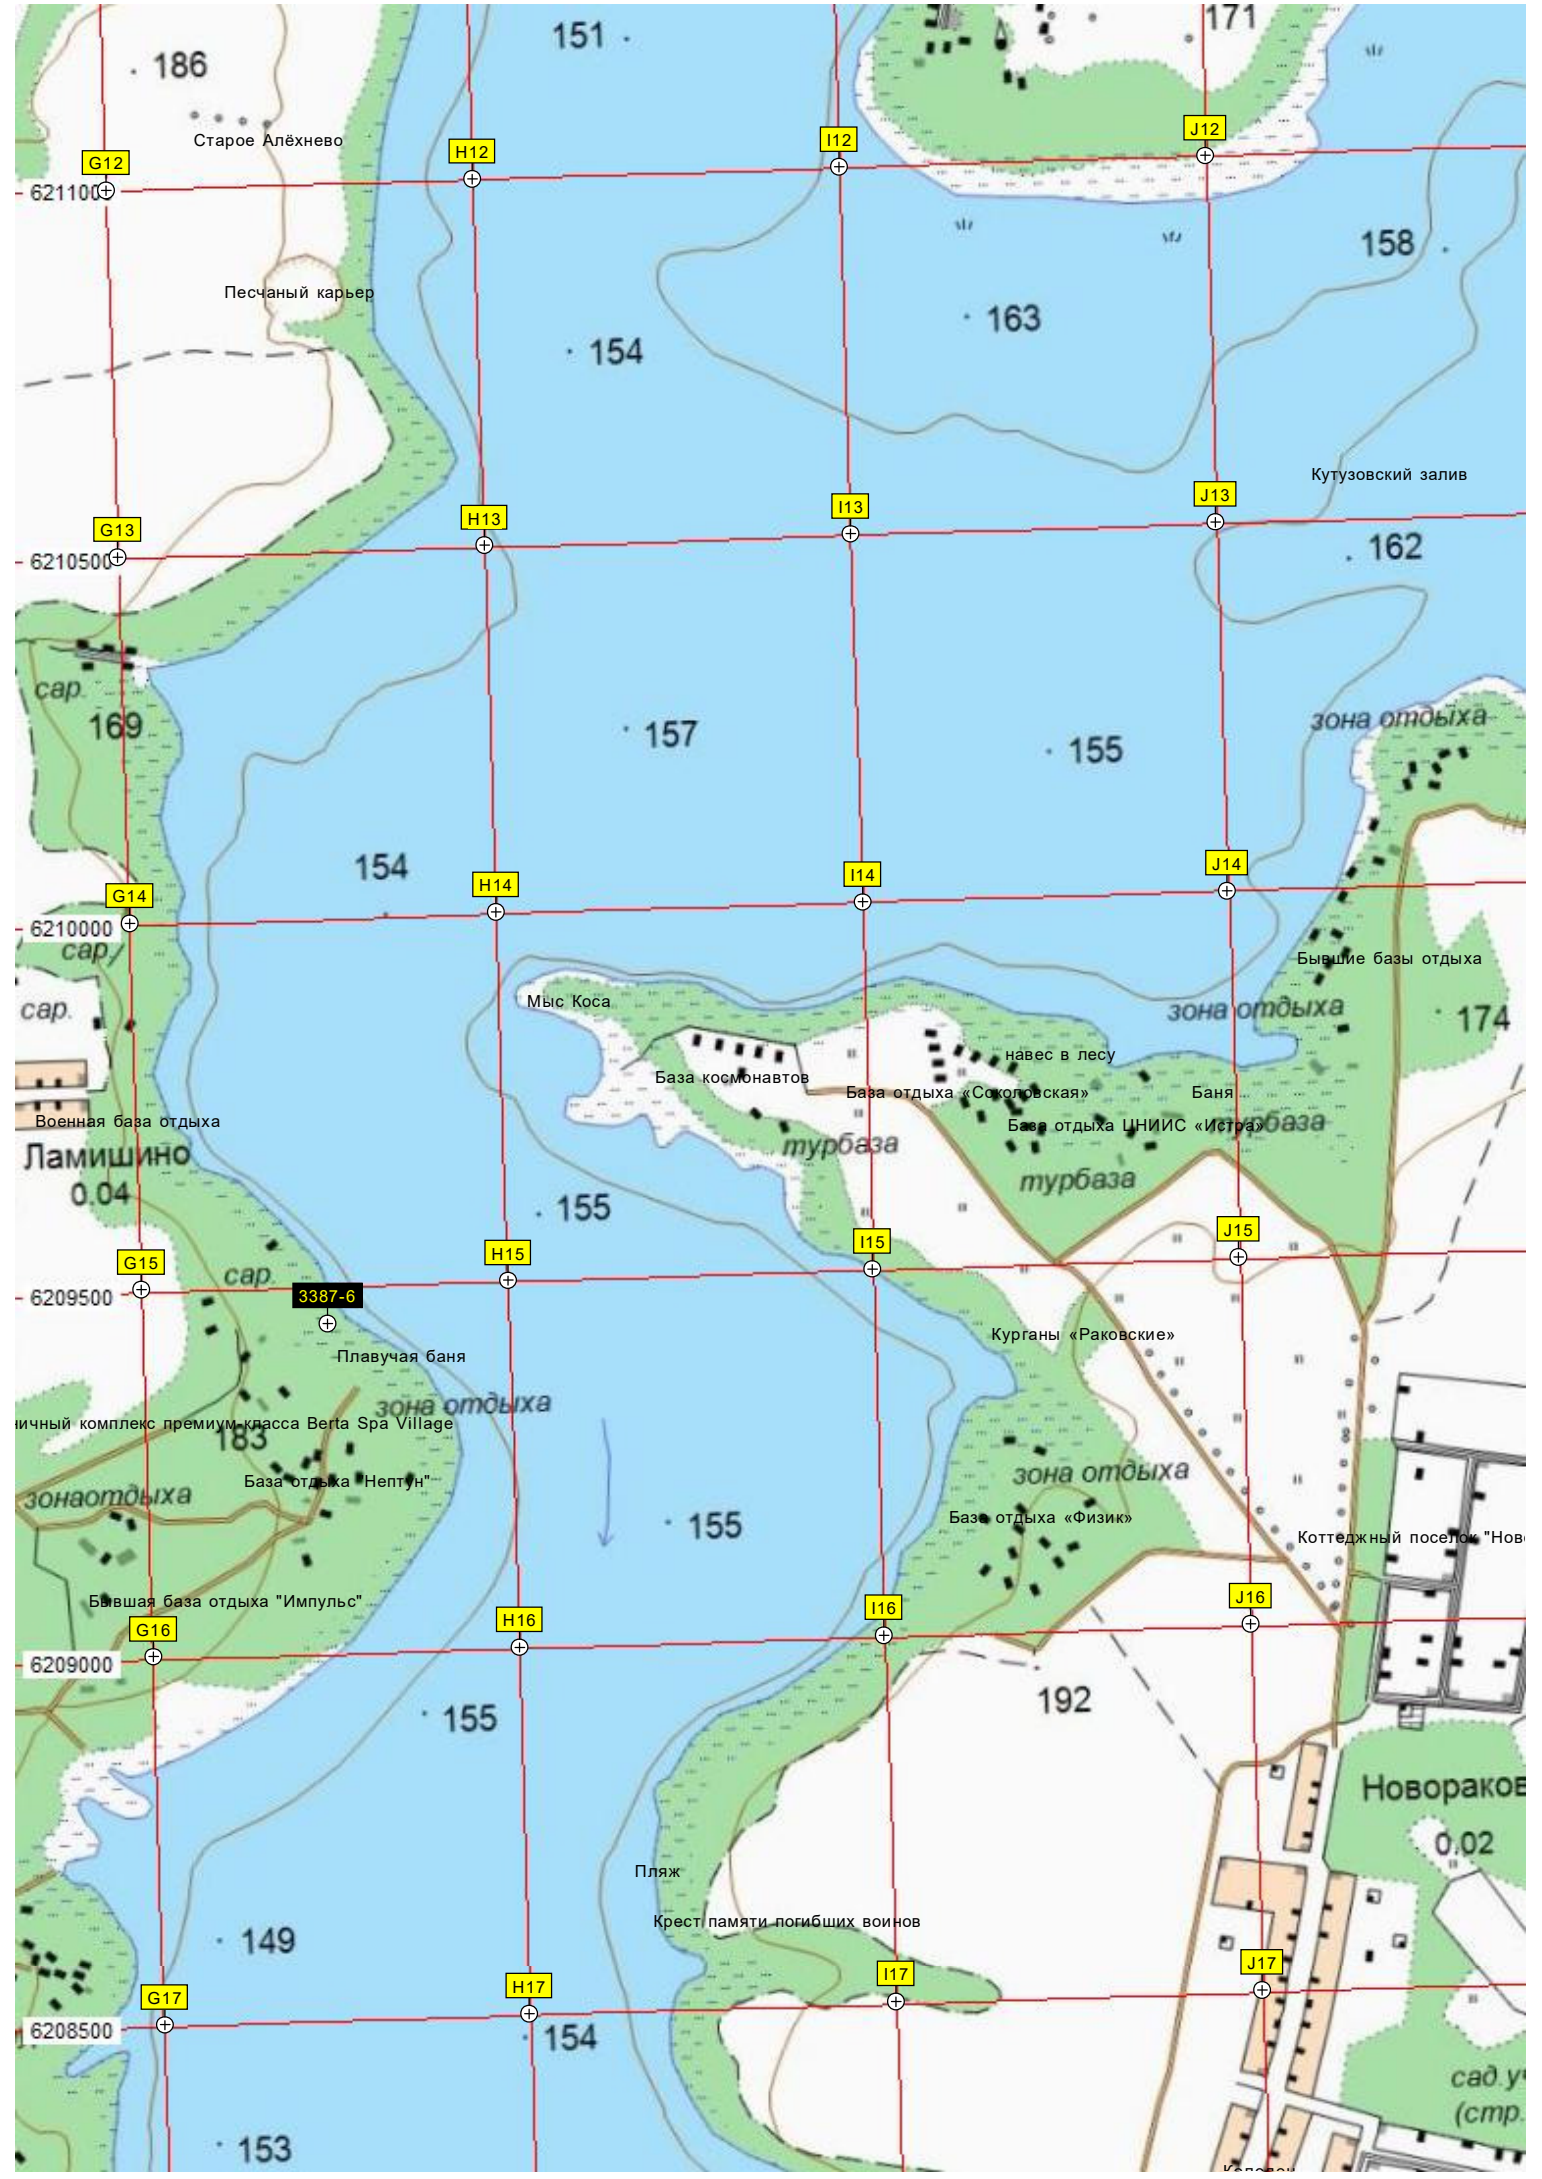 151
171
186
Старое Алёхнево
J12
I12
H12
G12
621100
158
Песчаный карьер
163
154
Кутузовский залив
J13
I13
H13
G13
6210500
162
сар.
169
зона отдыха
157
155
154
J14
I14
H14
G14
6210000
сар.
Бывшие базы отдыха
Мыс Коса
сар.
зона отдыха
174
навес в лесу
База космонавтов
База отдыха «Соколовская»
Баня
Военная база отдыха
База отдыха ЦНИИС «Истра»
турбаза
турбаза
Ламишино
0.04
турбаза
155
J15
I15
H15
G15
сар.
6209500
3387-6
Курганы «Раковские»
Плавучая баня
зона отдыха
ничный комплекс премиум-класса Berta Spa Village
183
зона отдыха
База отдыха "Нептун"
зонаотдыха
База отдыха «Физик»
155
Коттеджный поселок "Нов
Бывшая база отдыха "Импульс"
J16
I16
H16
G16
6209000
192
155
Новораков
0.02
Пляж
Крест памяти погибших воинов
149
J17
I17
H17
G17
6208500
154
сад.уч
(стр.
153